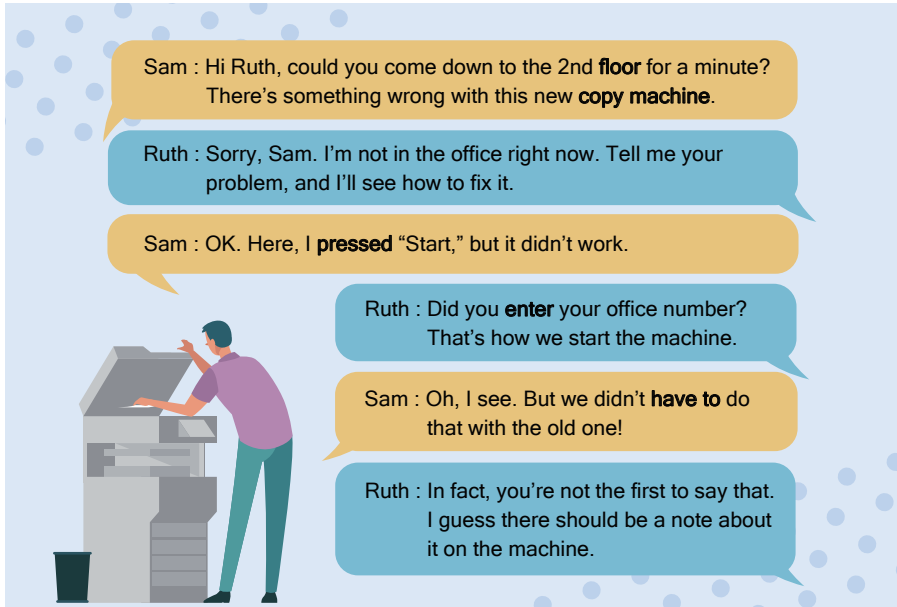 Sam : Hi Ruth, could you come down to the 2nd floor for a minute?
There's something wrong with this new copy machine.
Ruth : Sorry, Sam. I'm not in the office right now. Tell me your
problem, and I'll see how to fix it.
Sam : OK. Here, I pressed “Start,” but it didn't work.
Ruth : Did you enter your office number?
That's how we start the machine.
Sam : Oh, I see. But we didn't have to do
that with the old one!
Ruth : In fact, you're not the first to say that.
I guess there should be a note about
it on the machine.